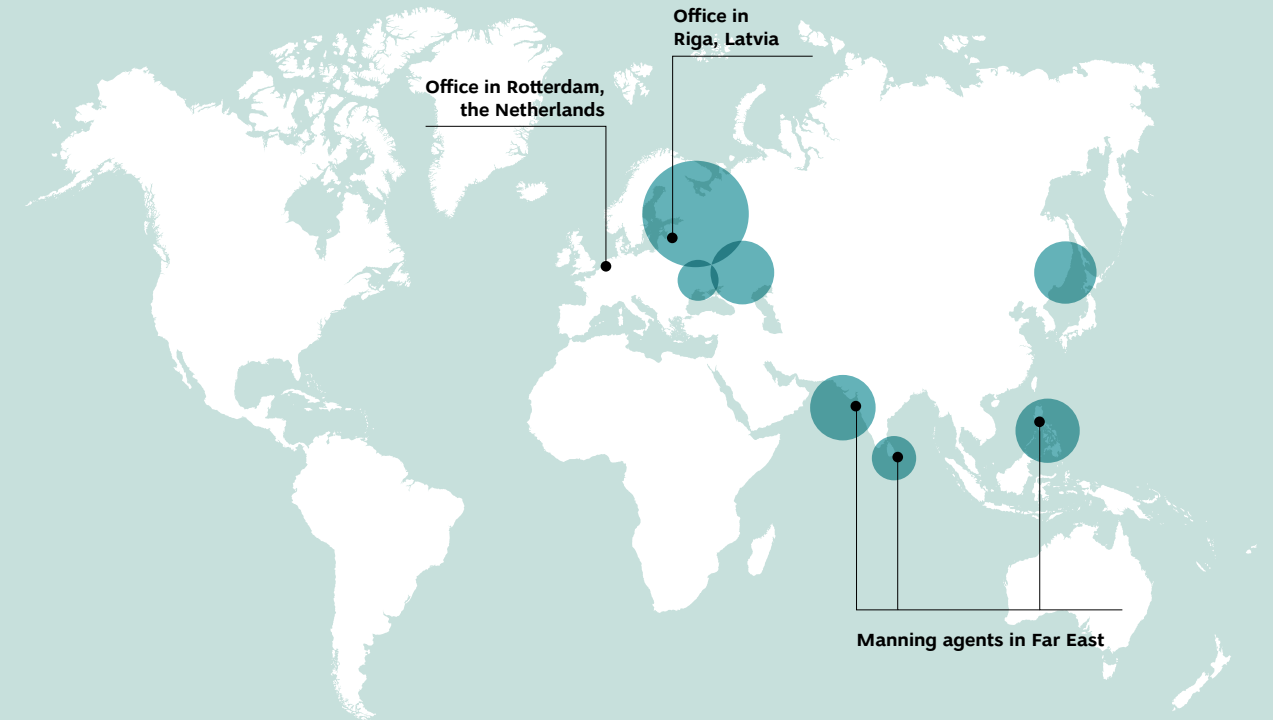 Office in
Riga, Latvia
Office in Rotterdam,
the Netherlands
Manning agents in Far East